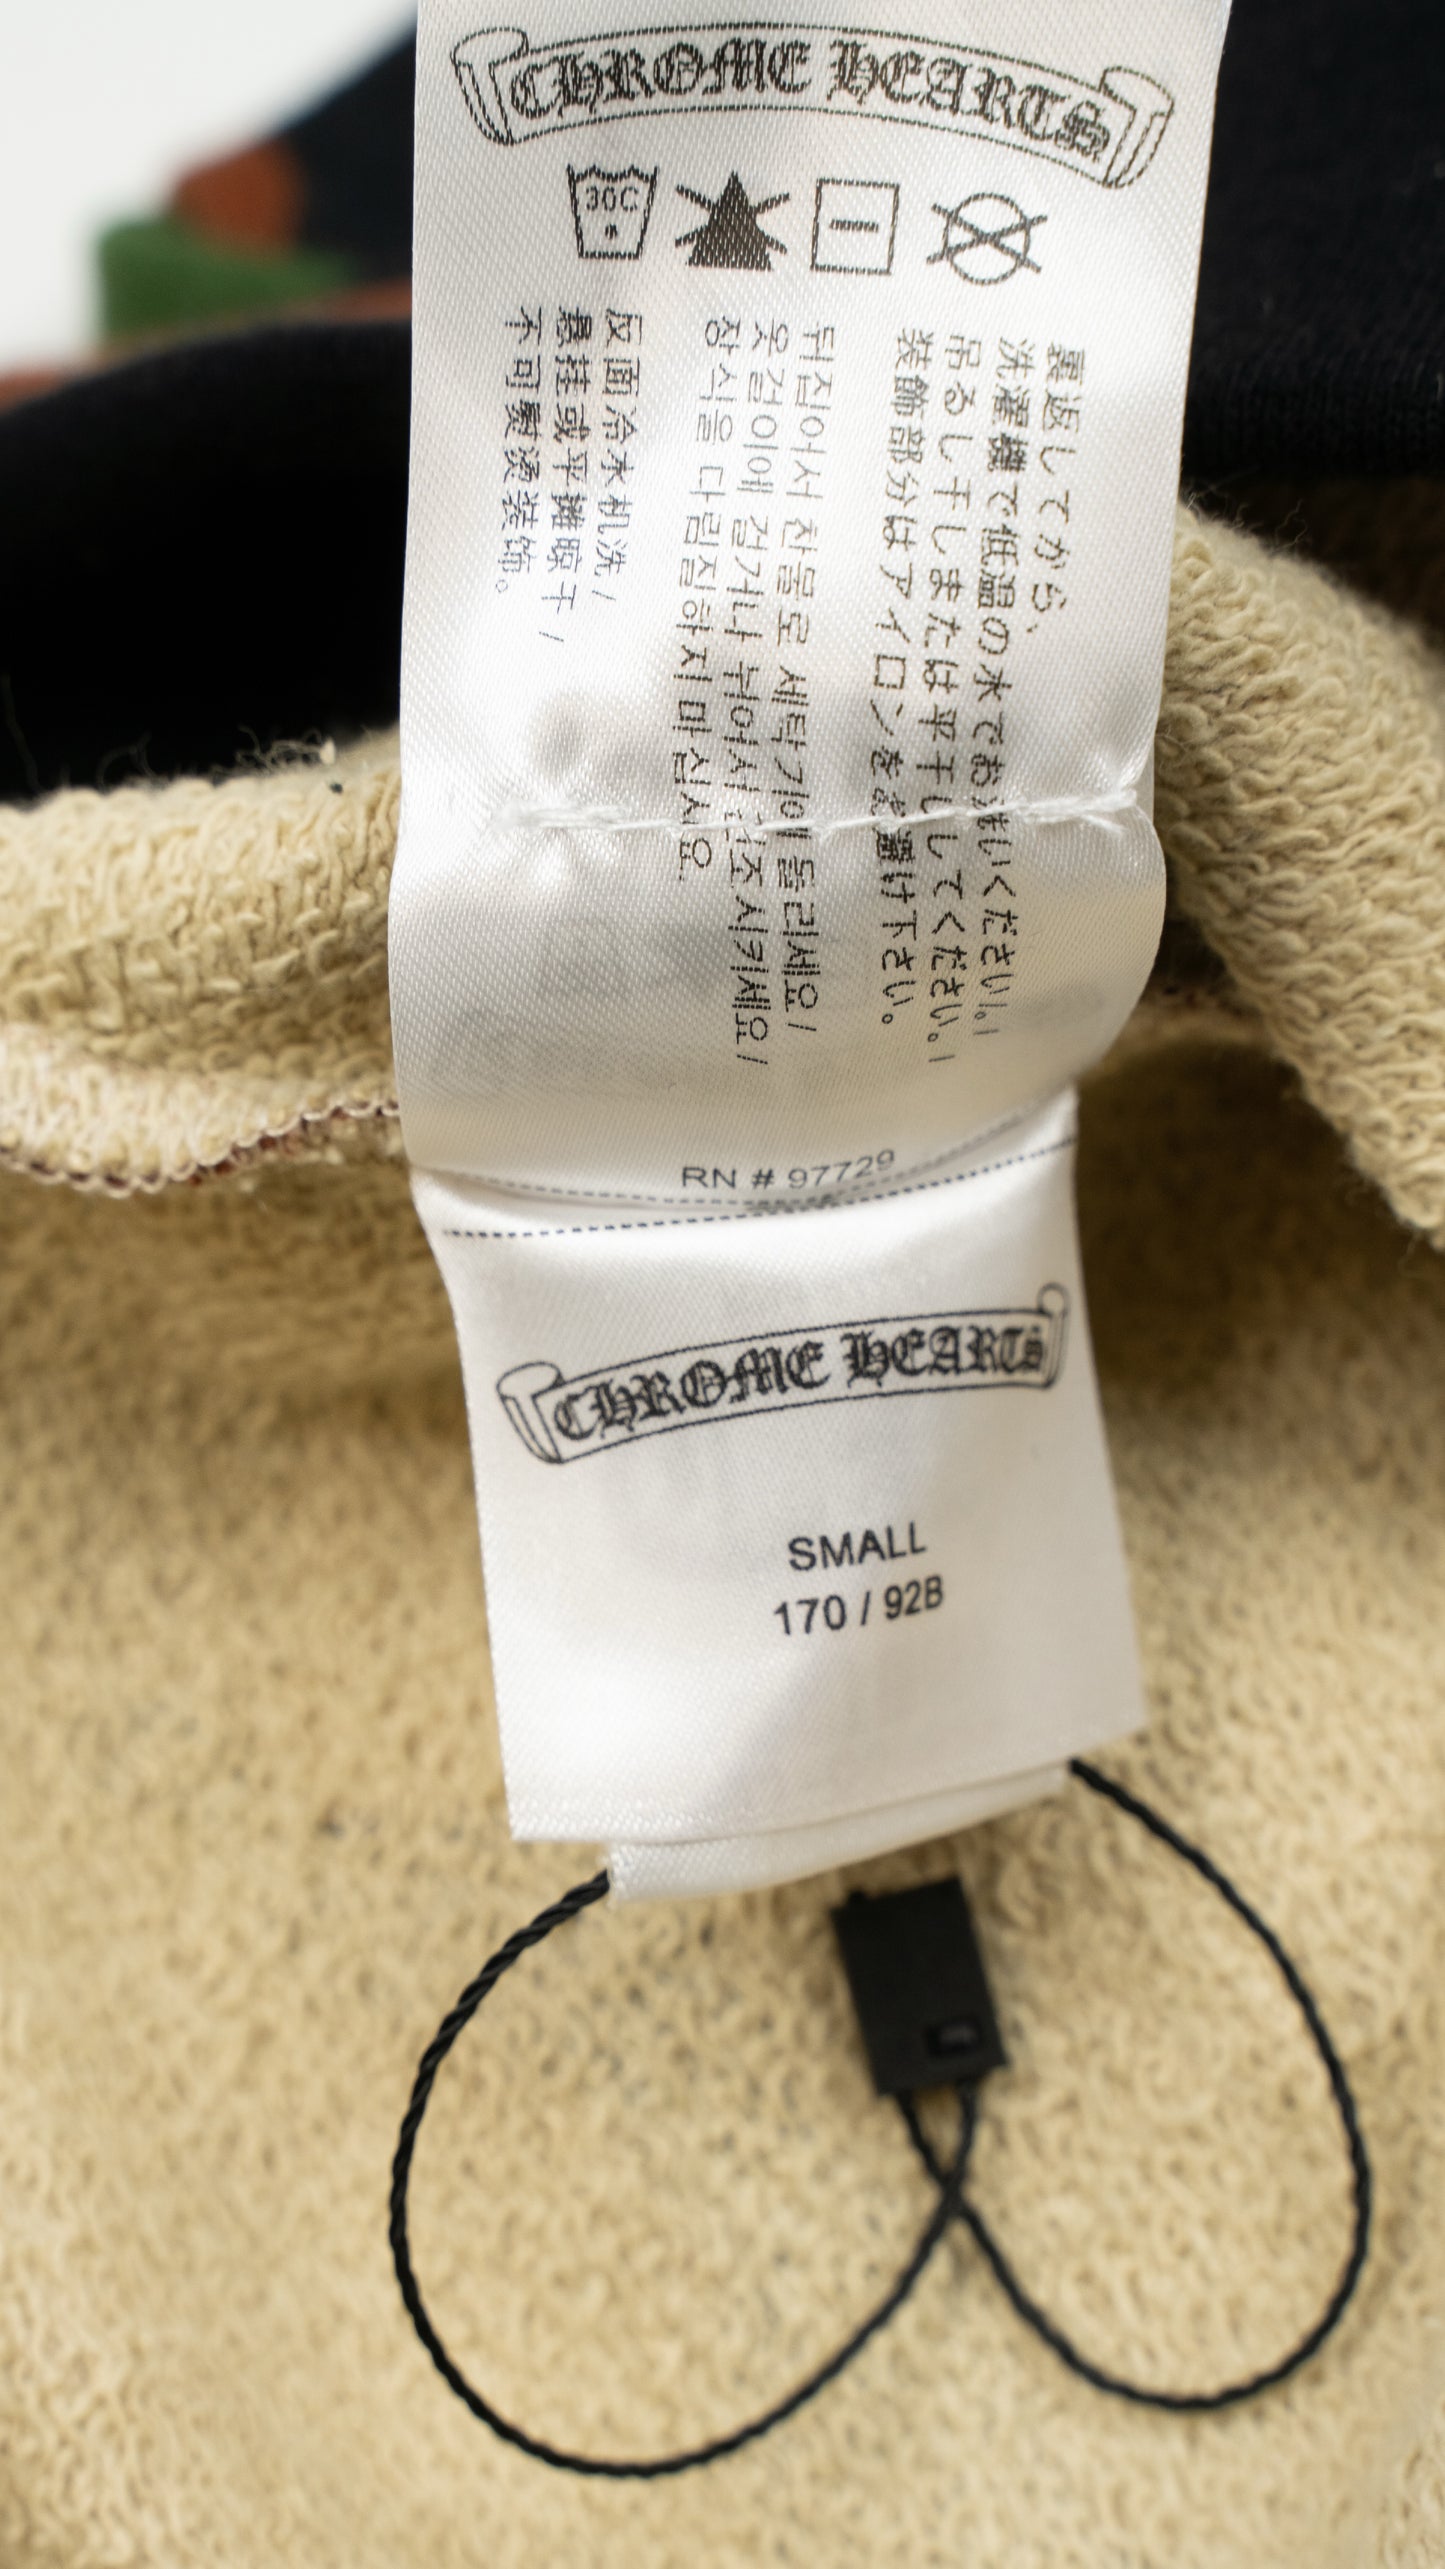 CHROME HEARTS
30C
裏返してから、
洗濯機で低温の水でお洗いください。/
吊るし干しまたは平干ししてください。/
装飾部分はアイロンをお避け下さい。
뒤집어서 찬물로 세탁기에 돌리세요 /
옷걸이에 걸거나 뉘어서 건조시키세요 /
장식을 다림질하지 마십시요.
反面冷水机洗 /
悬挂或平摊晾干 /
不可熨烫装饰。
RN # 97729
CHROME HEARTS
SMALL
170 / 92B